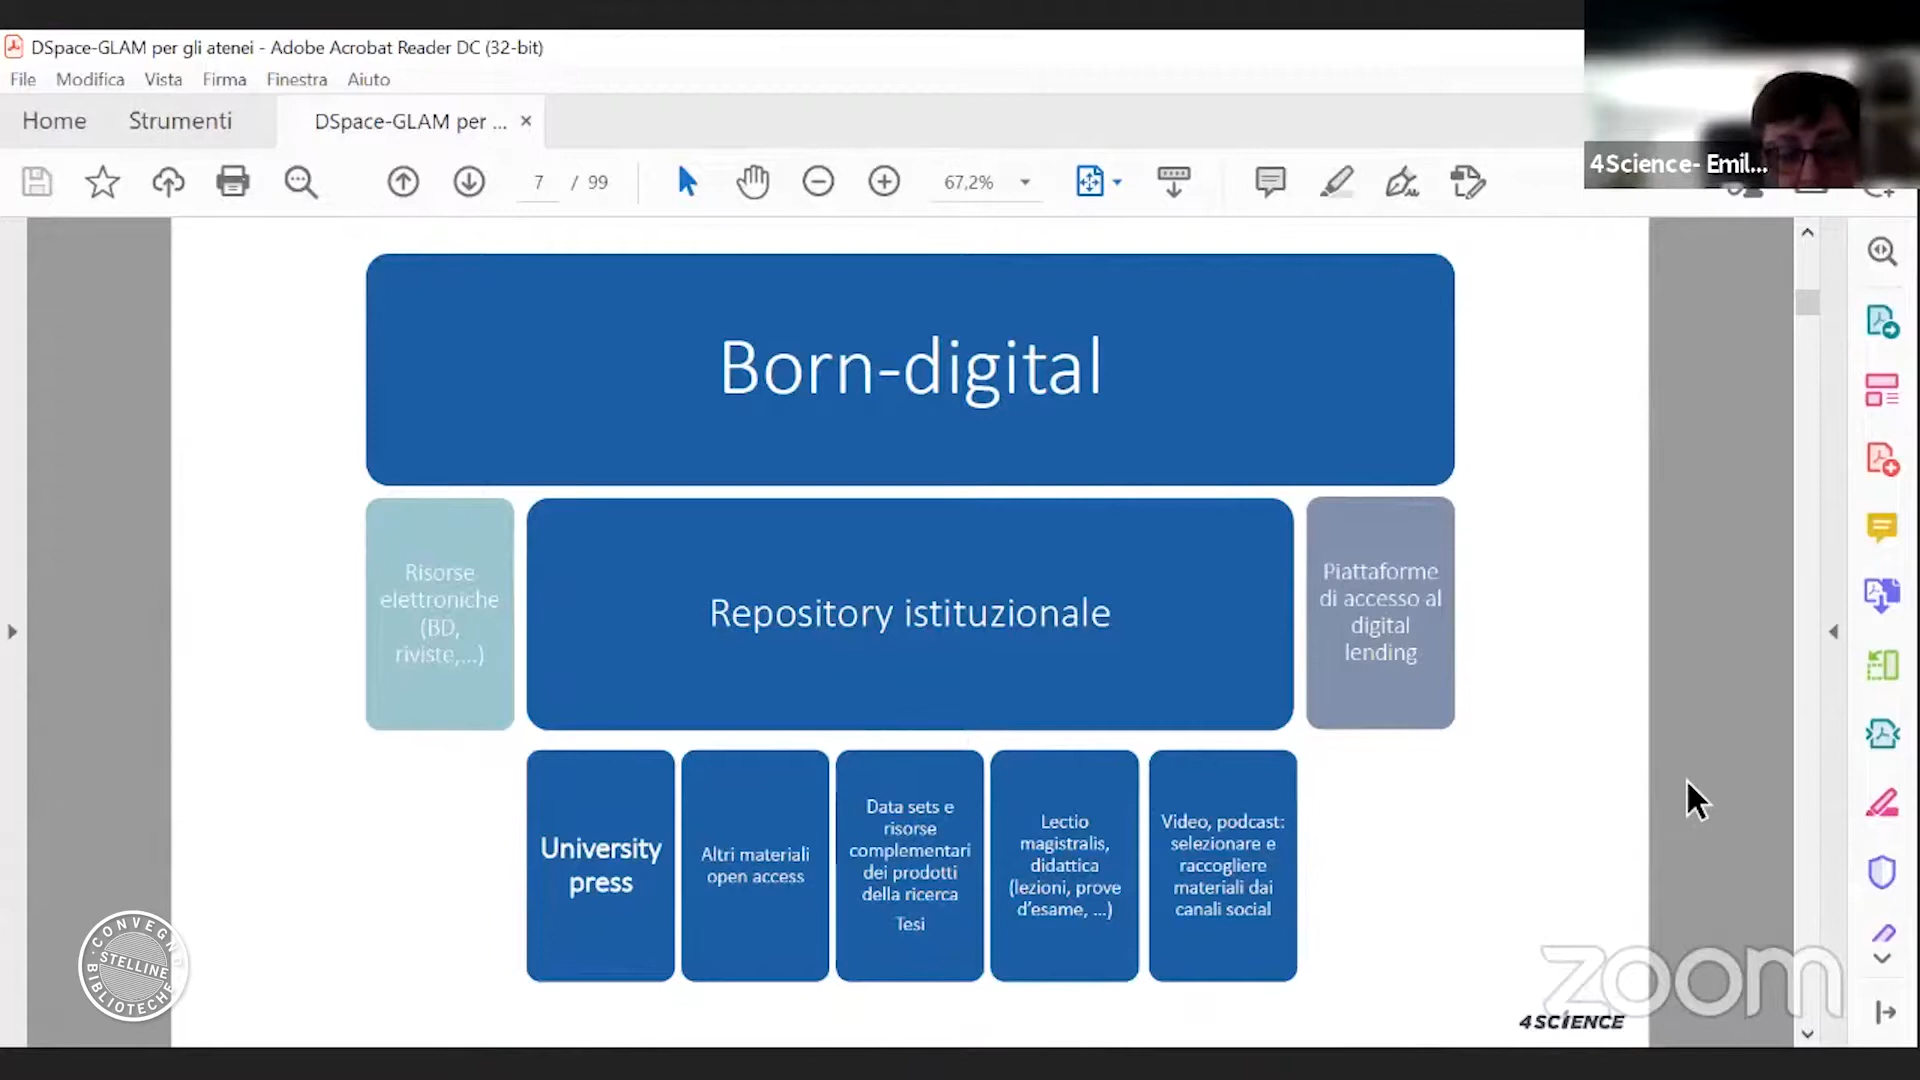 DSpace-GLAM per gli atenei - Adobe Acrobat Reader DC (32-bit)
File Modifica Vista Firma Finestra Aiuto
Home Strumenti DSpace-GLAM per ... ×
7 / 99 67,2%
4Science- Emil...
Born-digital
Risorse
elettroniche
(BD,
riviste,...)
Repository istituzionale
Piattaforme
di accesso al
digital
lending
University
press
Altri materiali
open access
Data sets e
risorse
complementari
dei prodotti
della ricerca
Tesi
Lectio
magistralis,
didattica
(lezioni, prove
d'esame, ...)
Video, podcast:
selezionare e
raccogliere
materiali dai
canali social
CONVEGNO
STELLINE
BIBLIOTECHE
zoom
4SCIENCE